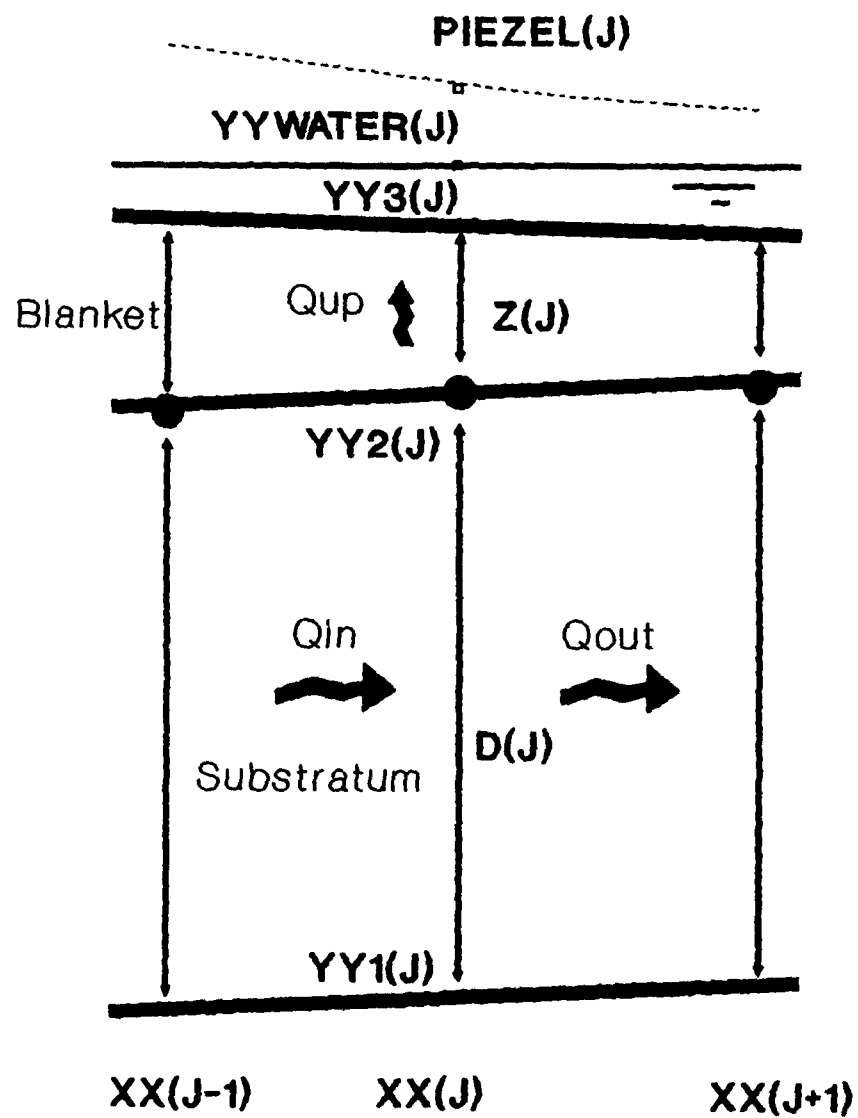 PIEZEL(J)
YYWATER(J)
YY3(J)
Blanket
Qup
Z(J)
YY2(J)
QIn
Qout
D(J)
Substratum
YY1(J)
XX(J-1)
XX(J)
XX(J+1)